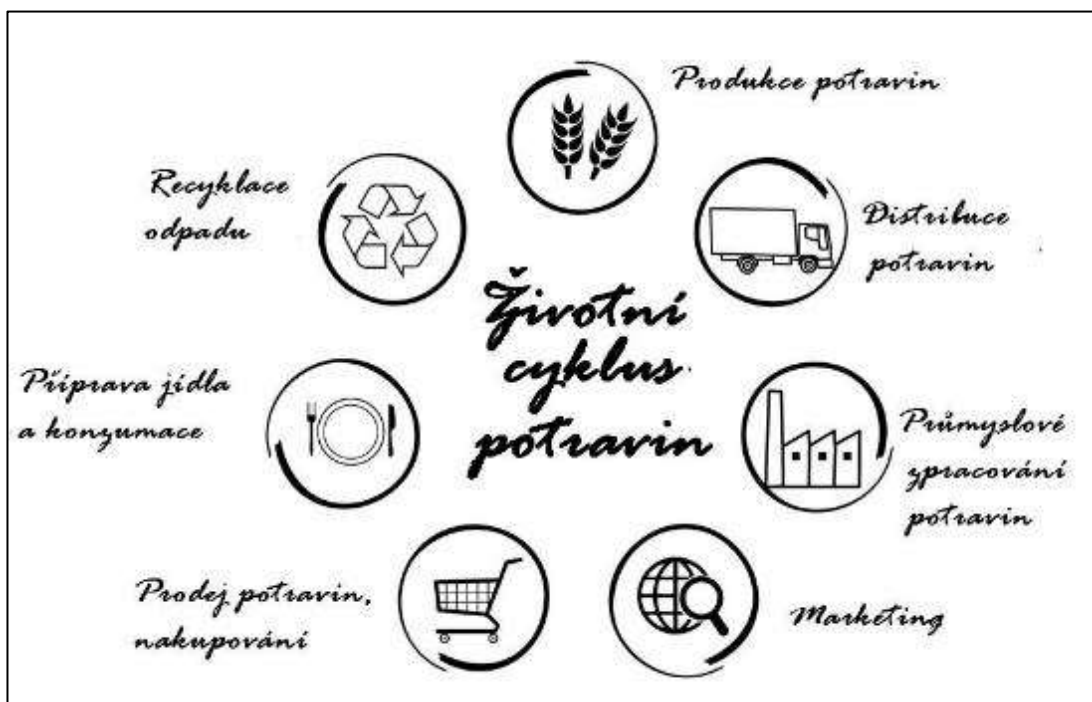 Produkce potravin
Distribuce
potravin
Průmyslové
zpracování
potravin
Marketing
Prodej potravin,
nakupování
Příprava jídla
a konzumace
Recyklace
odpadu
Životní
cyklus
potravin